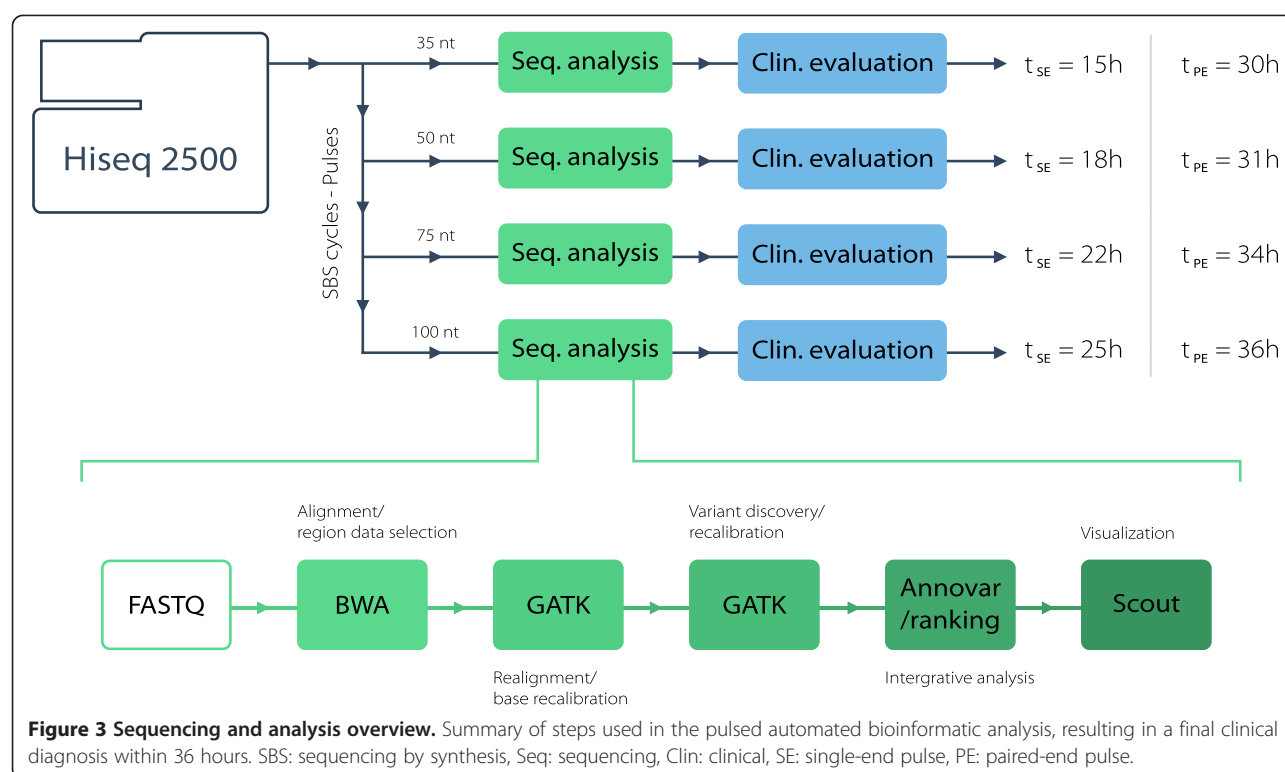 35 nt
Seq. analysis
Clin. evaluation
t SE = 15h
t PE = 30h
Hiseq 2500
SBS cycles - Pulses
50 nt
Seq. analysis
Clin. evaluation
t SE = 18h
t PE = 31h
75 nt
Seq. analysis
Clin. evaluation
t SE = 22h
t PE = 34h
100 nt
Seq. analysis
Clin. evaluation
t SE = 25h
t PE = 36h
Alignment/
region data selection
Variant discovery/
recalibration
Visualization
FASTQ
BWA
GATK
GATK
Annovar
/ranking
Scout
Realignment/
base recalibration
Intergrative analysis
Figure 3 Sequencing and analysis overview. Summary of steps used in the pulsed automated bioinformatic analysis, resulting in a final clinical
diagnosis within 36 hours. SBS: sequencing by synthesis, Seq: sequencing, Clin: clinical, SE: single-end pulse, PE: paired-end pulse.